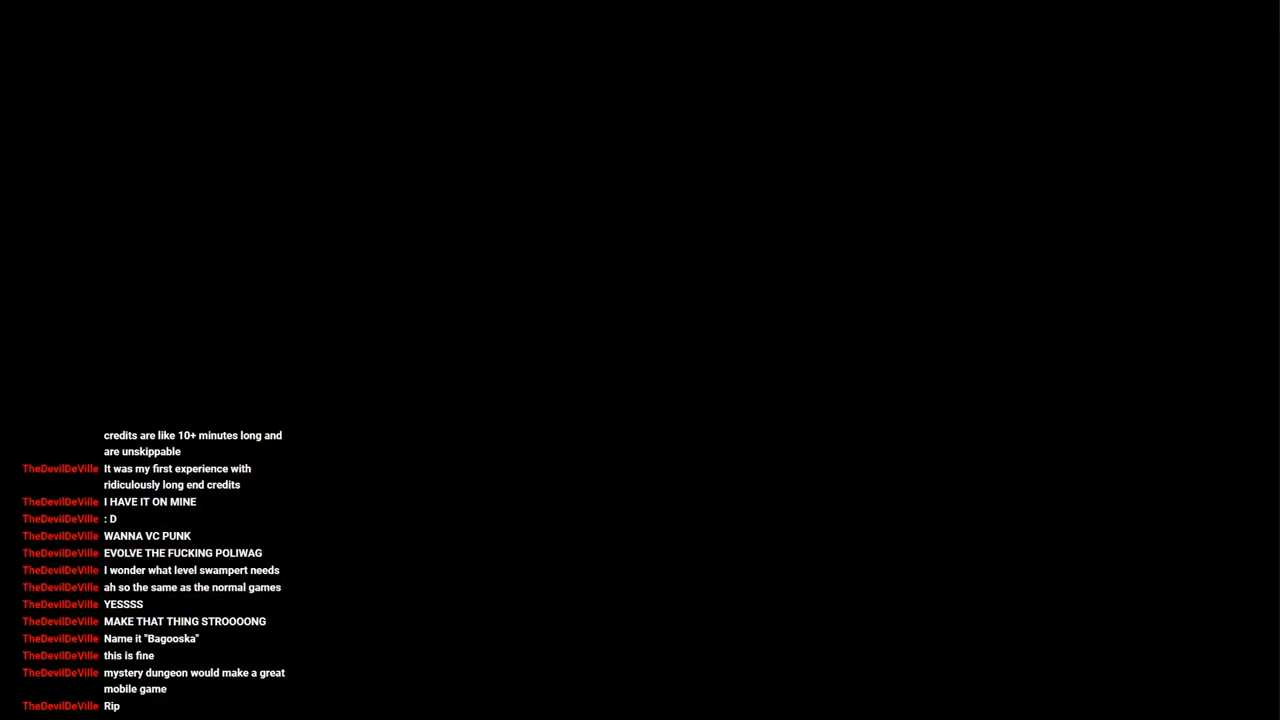 credits are like 10+ minutes long and
are unskippable
TheDevilDeVille It was my first experience with
ridiculously long end credits
TheDevilDeVille I HAVE IT ON MINE
TheDevilDeVille : D
TheDevilDeVille WANNA VC PUNK
TheDevilDeVille EVOLVE THE FUCKING POLIWAG
TheDevilDeVille I wonder what level swampert needs
TheDevilDeVille ah so the same as the normal games
TheDevilDeVille YESSSS
TheDevilDeVille MAKE THAT THING STROOOONG
TheDevilDeVille Name it "Bagooska"
TheDevilDeVille this is fine
TheDevilDeVille mystery dungeon would make a great
mobile game
TheDevilDeVille Rip